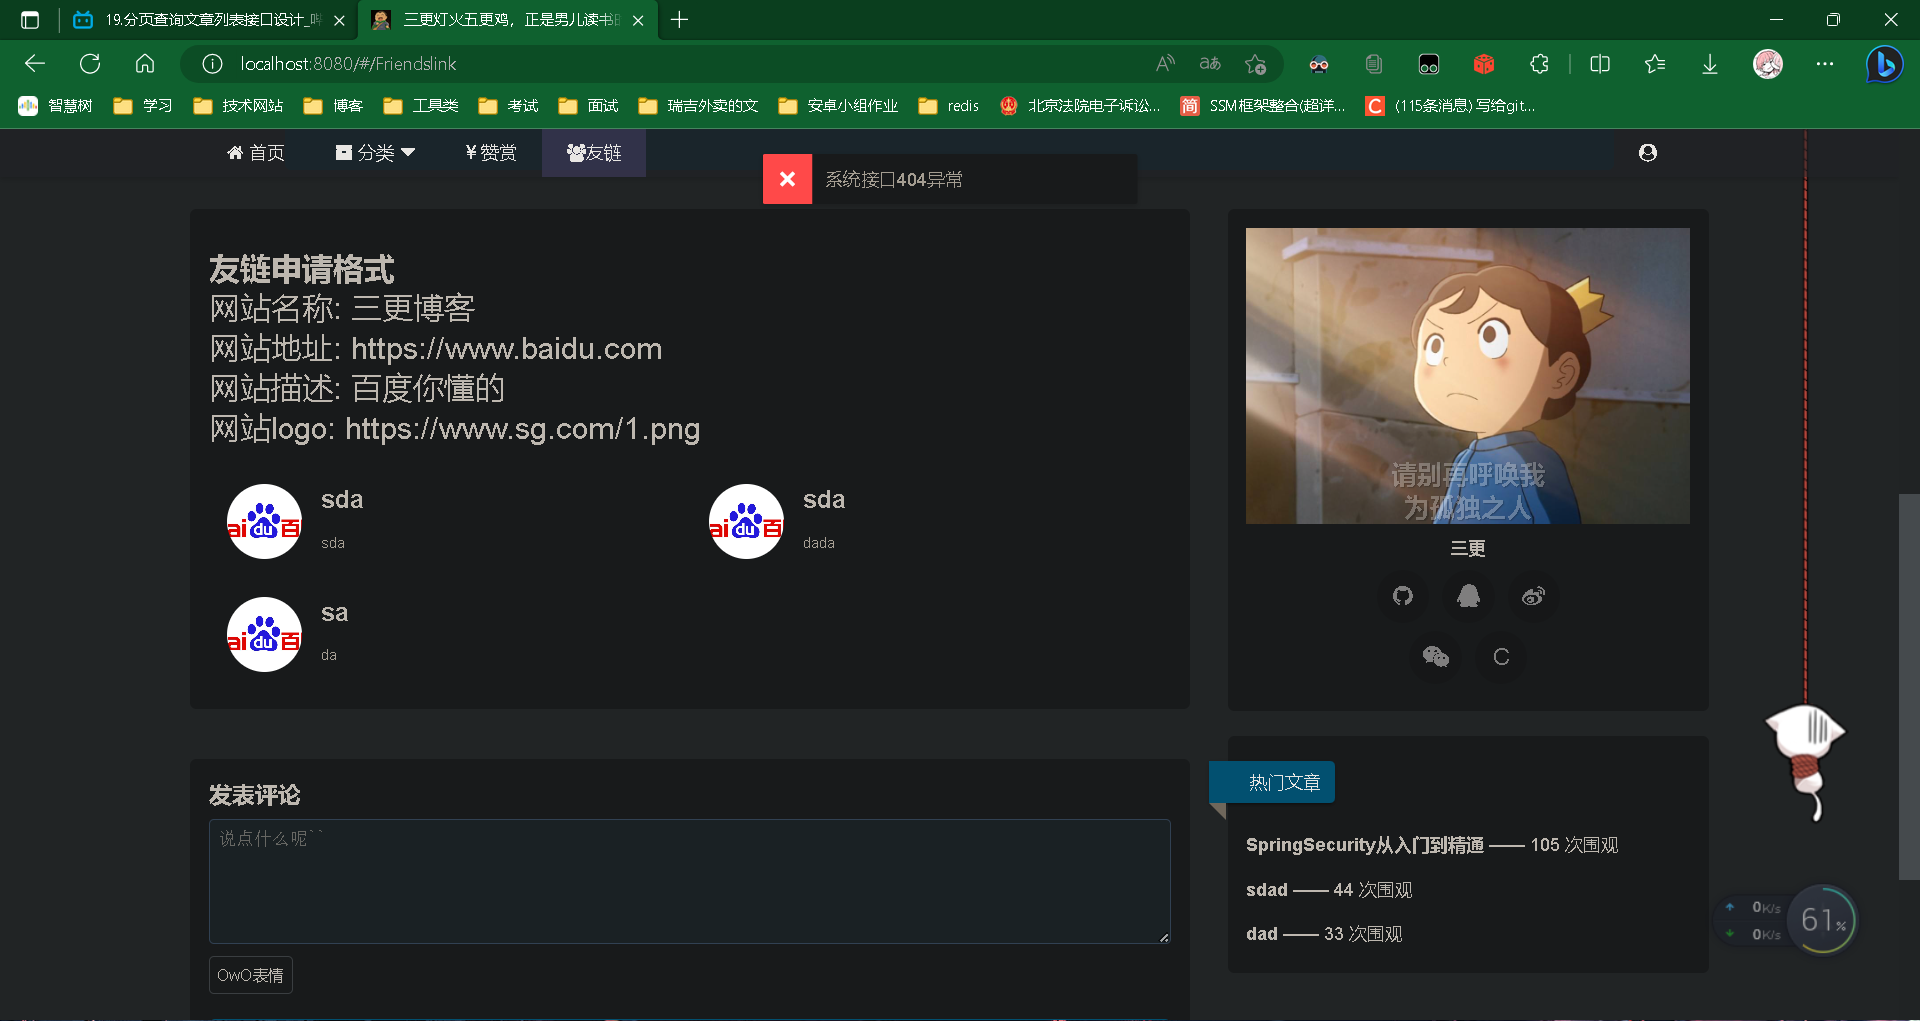 19.分页查询文章列表接口设计_哔
三更灯火五更鸡，正是男儿读书时
localhost:8080/#/Friendslink
智慧树
学习
技术网站
博客
工具类
考试
面试
瑞吉外卖的文
安卓小组作业
redis
北京法院电子诉讼...
SSM框架整合(超详...
(115条消息) 写给git...
首页
分类
¥赞赏
友链
系统接口404异常
友链申请格式
网站名称: 三更博客
网站地址: https://www.baidu.com
网站描述: 百度你懂的
网站logo: https://www.sg.com/1.png
sda
sda
sda
dada
sa
da
请别再呼唤我
为孤独之人
三更
C
发表评论
说点什么呢``
OwO表情
热门文章
SpringSecurity从入门到精通 —— 105 次围观
sdad —— 44 次围观
dad —— 33 次围观
0K/s
0K/s
61%